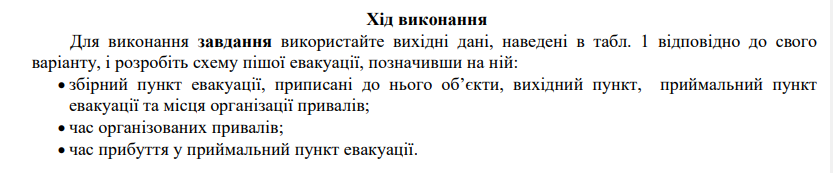 Хід виконання
Для виконання завдання використайте вихідні дані, наведені в табл. 1 відповідно до свого
варіанту, і розробіть схему пішої евакуації, позначивши на ній:
• збірний пункт евакуації, приписані до нього об’єкти, вихідний пункт, приймальний пункт
евакуації та місця організації привалів;
• час організованих привалів;
• час прибуття у приймальний пункт евакуації.